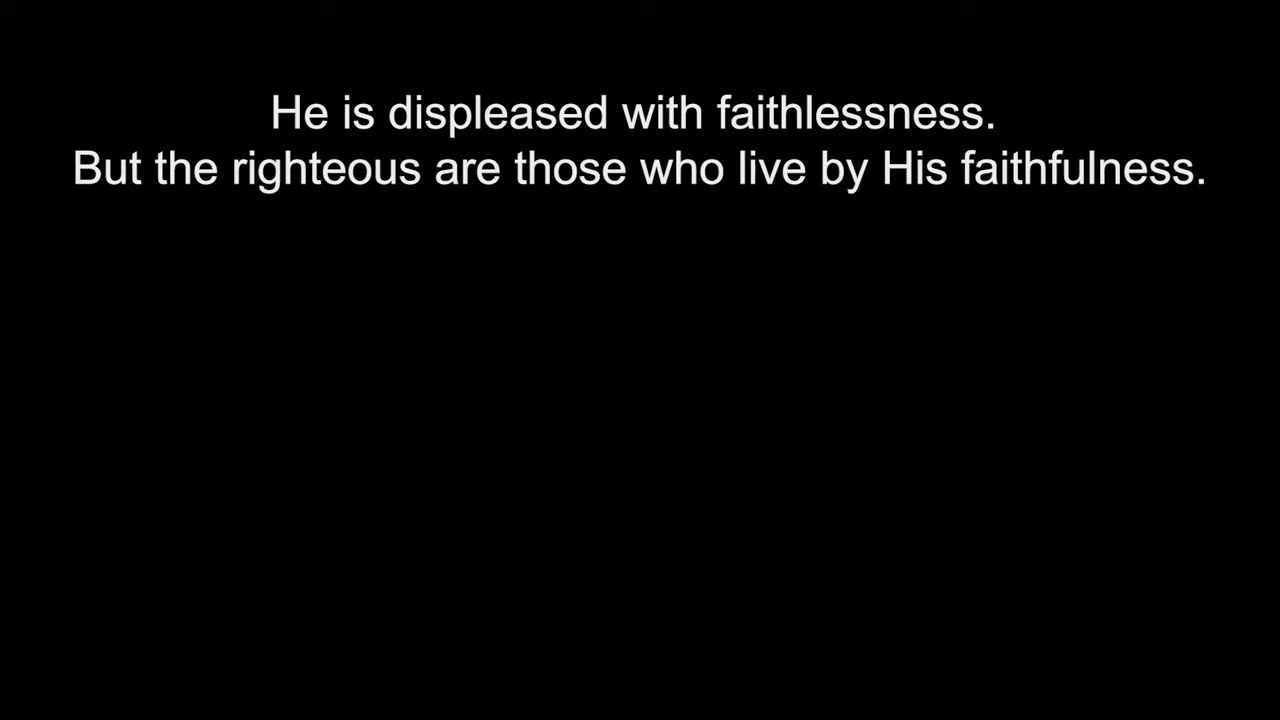 He is displeased with faithlessness.
But the righteous are those who live by His faithfulness.